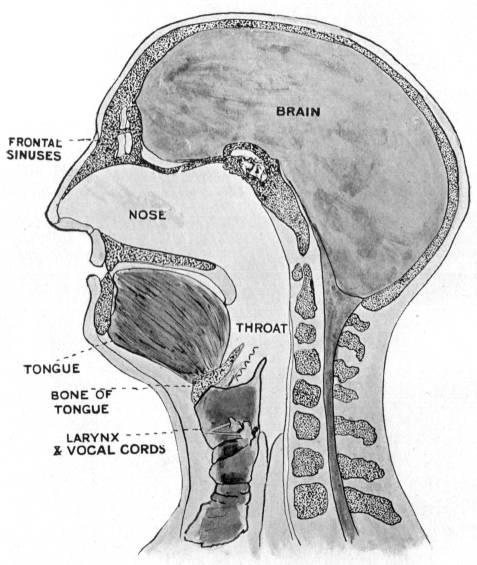 BRAIN
FRONTAL
SINUSES
NOSE
THROAT
TONGUE
BONE OF
TONGUE
LARYNX
& VOCAL CORDS